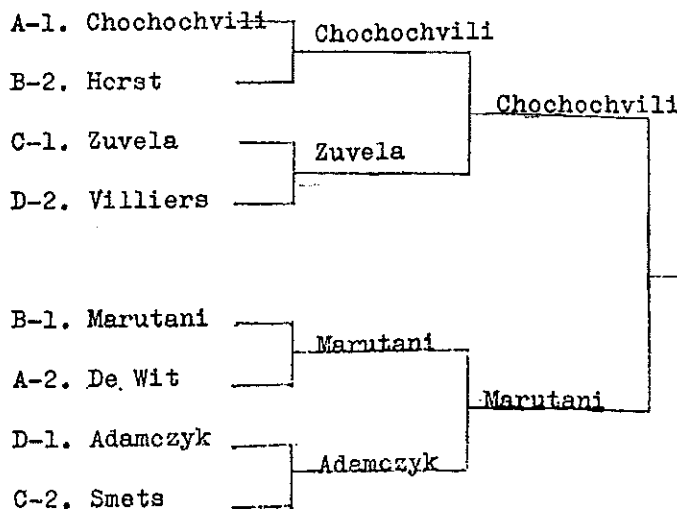 A-1. Chochochvili
Chochochvili
B-2. Horst
Chochochvili
C-1. Zuvela
Zuvela
D-2. Villiers
B-1. Marutani
Marutani
A-2. De Wit
Marutani
D-1. Adamczyk
Adamczyk
C-2. Smets